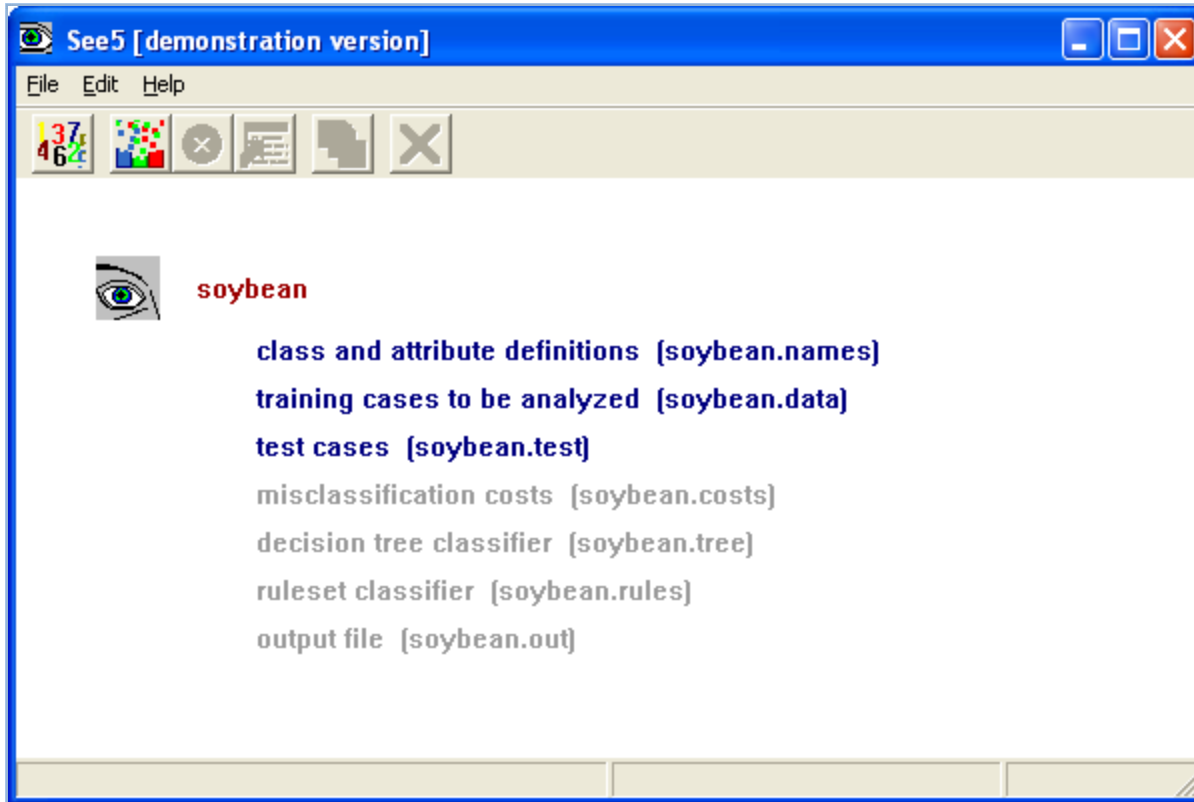 See5 [demonstration version]
File Edit Help
soybean
class and attribute definitions (soybean.names)
training cases to be analyzed (soybean.data)
test cases (soybean.test)
misclassification costs (soybean.costs)
decision tree classifier (soybean.tree)
ruleset classifier (soybean.rules)
output file (soybean.out)